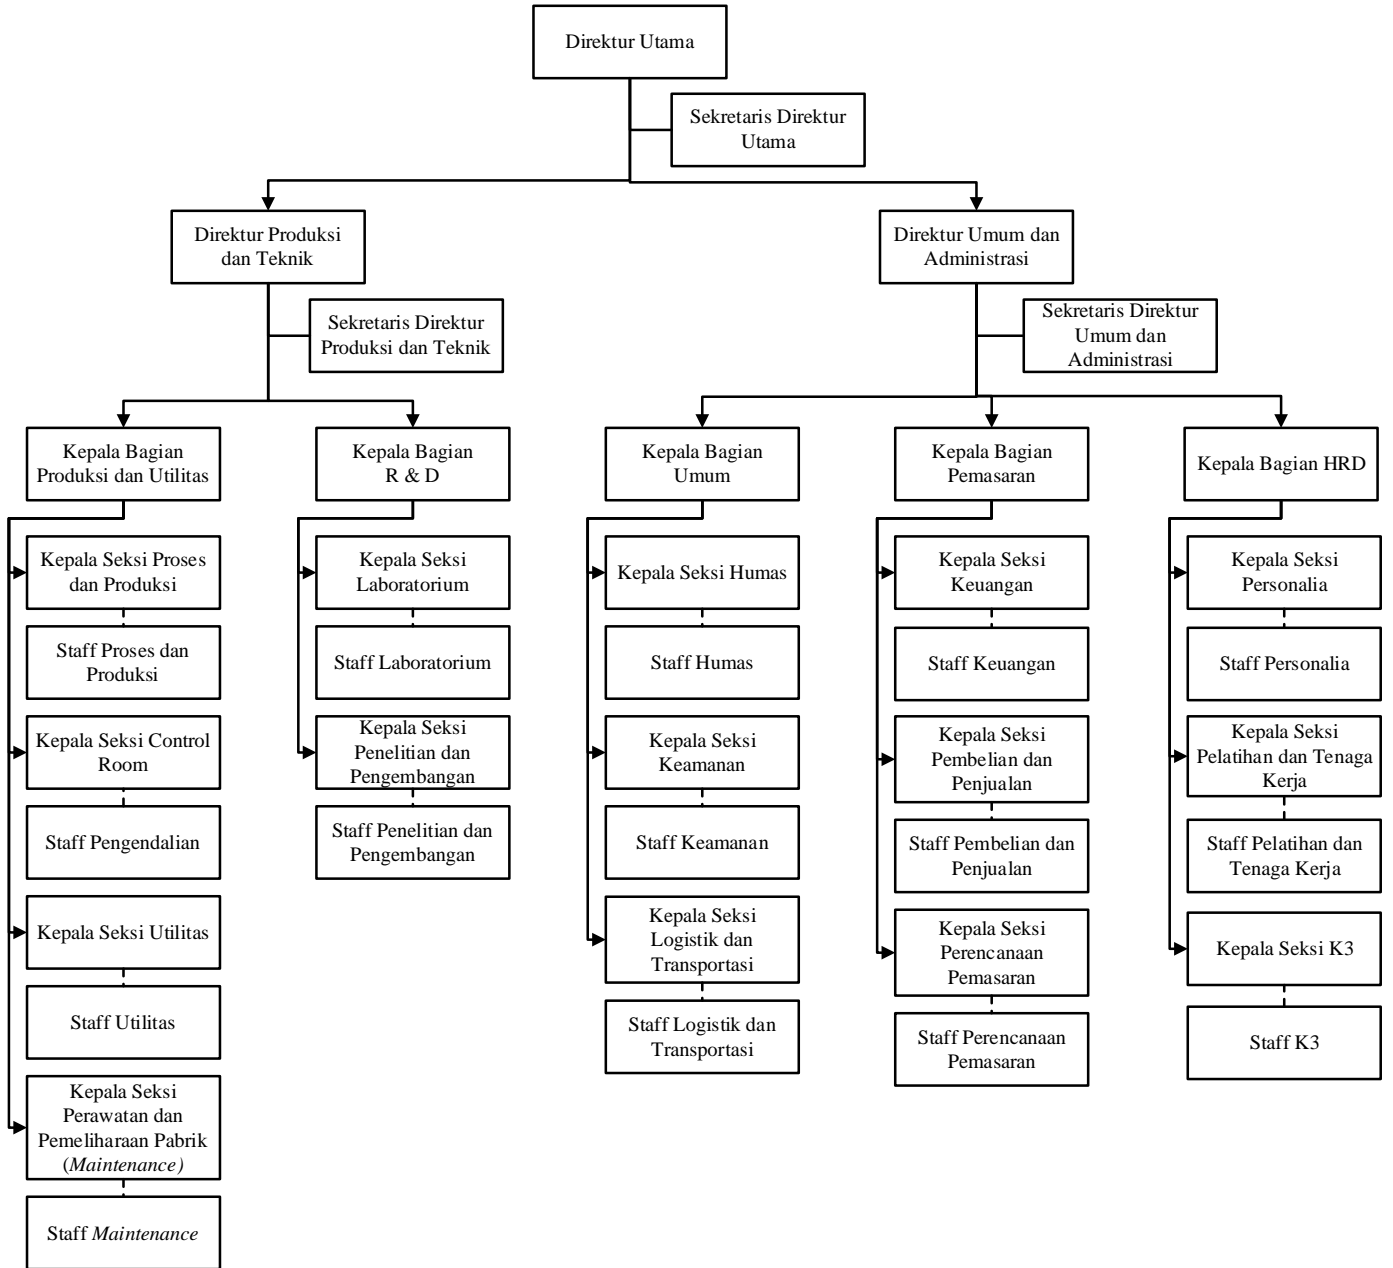 Direktur Utama
Sekretaris Direktur
Utama
Direktur Produksi
dan Teknik
Direktur Umum dan
Administrasi
Sekretaris Direktur
Produksi dan Teknik
Sekretaris Direktur
Umum dan
Administrasi
Kepala Bagian
Produksi dan Utilitas
Kepala Bagian
R & D
Kepala Bagian
Umum
Kepala Bagian
Pemasaran
Kepala Bagian HRD
Kepala Seksi Proses
dan Produksi
Staff Proses dan
Produksi
Kepala Seksi Control
Room
Staff Pengendalian
Kepala Seksi Utilitas
Staff Utilitas
Kepala Seksi
Perawatan dan
Pemeliharaan Pabrik
(Maintenance)
Staff Maintenance
Kepala Seksi
Laboratorium
Staff Laboratorium
Kepala Seksi
Penelitian dan
Pengembangan
Staff Penelitian dan
Pengembangan
Kepala Seksi Humas
Staff Humas
Kepala Seksi
Keamanan
Staff Keamanan
Kepala Seksi
Logistik dan
Transportasi
Staff Logistik dan
Transportasi
Kepala Seksi
Keuangan
Staff Keuangan
Kepala Seksi
Pembelian dan
Penjualan
Staff Pembelian dan
Penjualan
Kepala Seksi
Perencanaan
Pemasaran
Staff Perencanaan
Pemasaran
Kepala Seksi
Personalia
Staff Personalia
Kepala Seksi
Pelatihan dan Tenaga
Kerja
Staff Pelatihan dan
Tenaga Kerja
Kepala Seksi K3
Staff K3